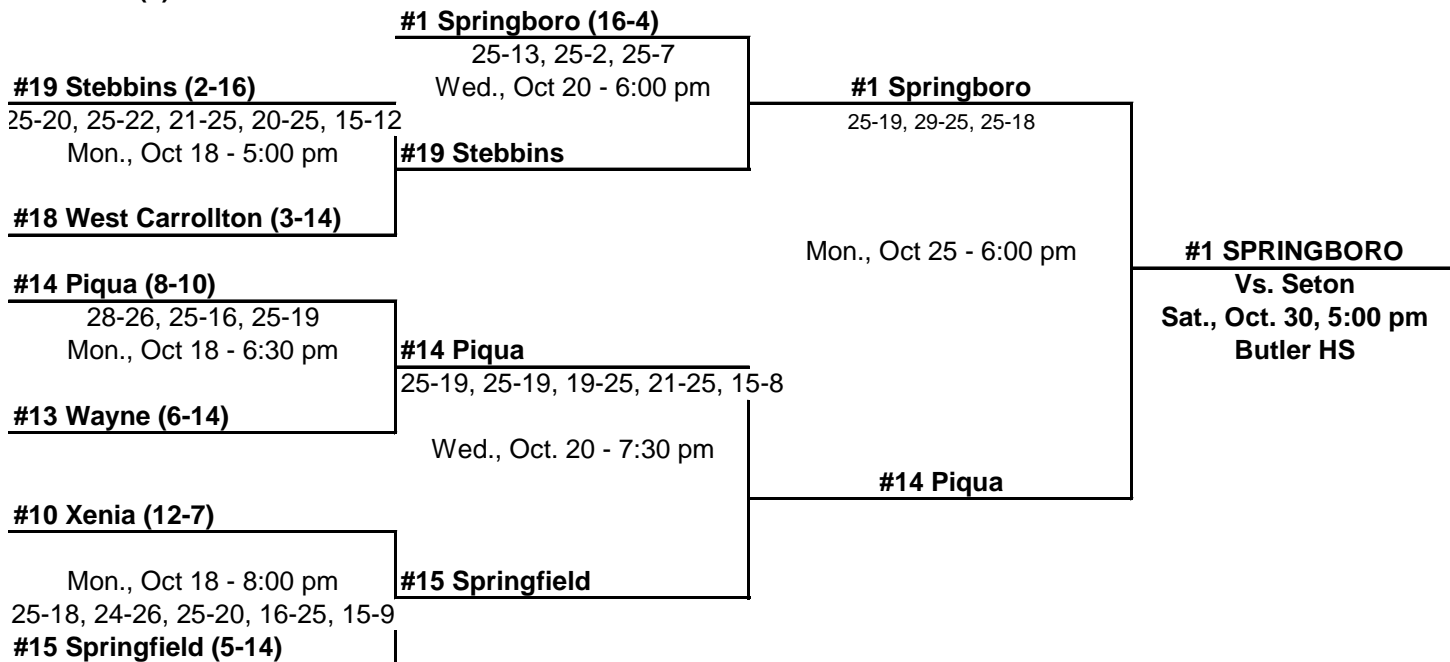 #1 Springboro (16-4)
25-13, 25-2, 25-7
#19 Stebbins (2-16)
Wed., Oct 20 - 6:00 pm
#1 Springboro
25-20, 25-22, 21-25, 20-25, 15-12
25-19, 29-25, 25-18
Mon., Oct 18 - 5:00 pm
#19 Stebbins
#18 West Carrollton (3-14)
Mon., Oct 25 - 6:00 pm
#1 SPRINGBORO
#14 Piqua (8-10)
Vs. Seton
28-26, 25-16, 25-19
Sat., Oct. 30, 5:00 pm
Mon., Oct 18 - 6:30 pm
#14 Piqua
Butler HS
25-19, 25-19, 19-25, 21-25, 15-8
#13 Wayne (6-14)
Wed., Oct. 20 - 7:30 pm
#14 Piqua
#10 Xenia (12-7)
Mon., Oct 18 - 8:00 pm
#15 Springfield
25-18, 24-26, 25-20, 16-25, 15-9
#15 Springfield (5-14)